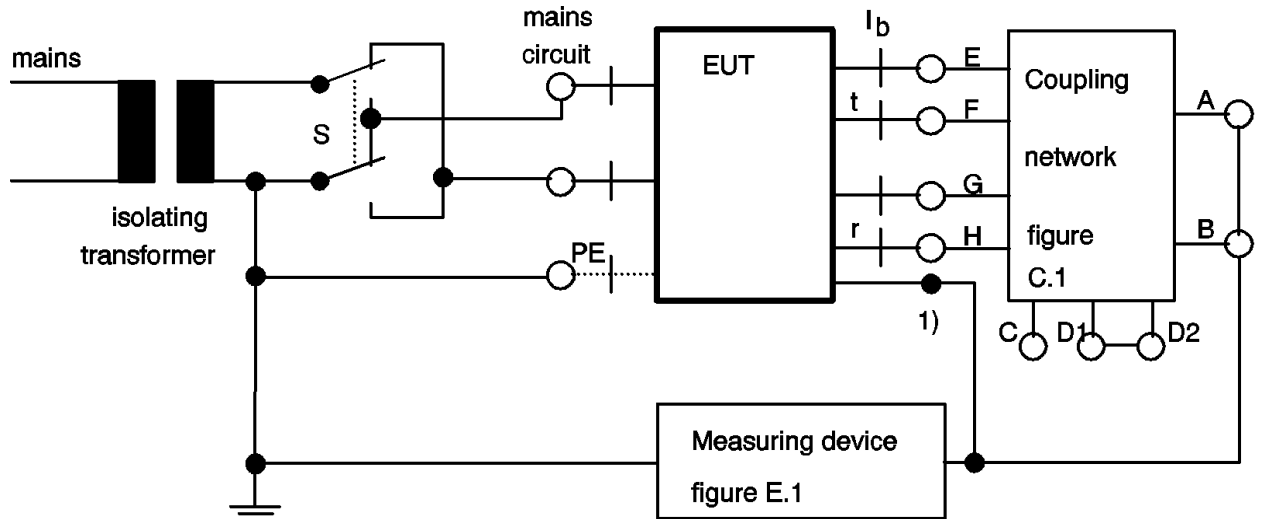 mains
isolating
transformer
S
mains
circuit
PE
EUT
I b
t
r
1)
E
F
G
H
Coupling
network
figure
C.1
A
B
C
D1
D2
Measuring device
figure E.1